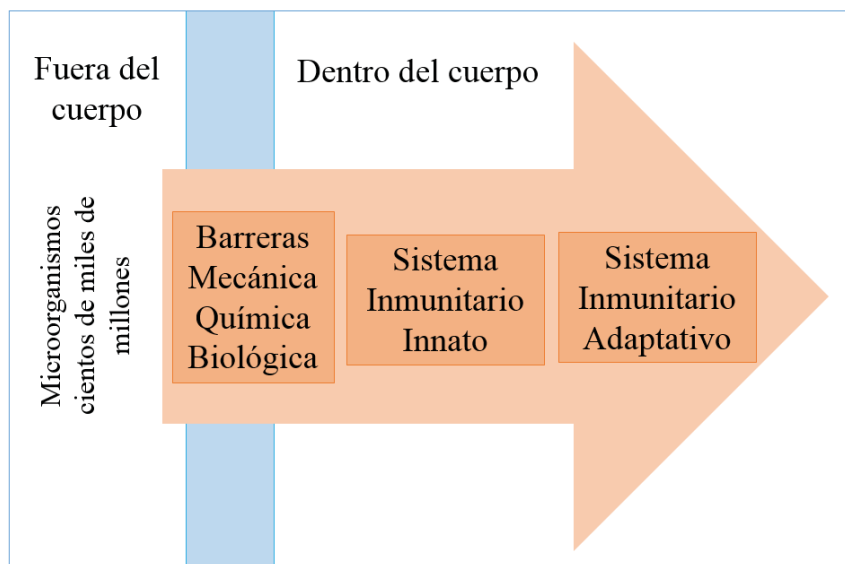 Fuera del
cuerpo
Dentro del cuerpo
Microorganismos
cientos de miles de
millones
Barreras
Mecánica
Química
Biológica
Sistema
Inmunitario
Innato
Sistema
Inmunitario
Adaptativo